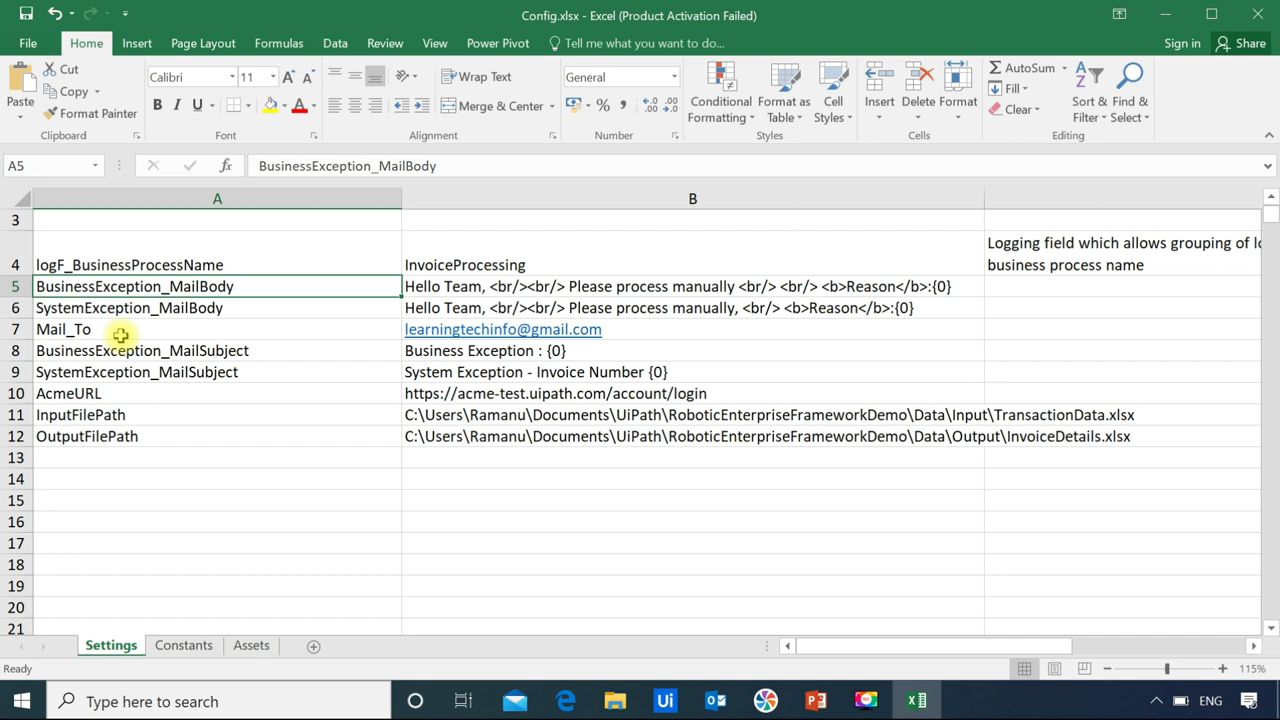 Config.xlsx - Excel (Product Activation Failed)
File Home Insert Page Layout Formulas Data Review View Power Pivot Tell me what you want to do... Sign in Share
Paste
Cut
Copy
Format Painter
Clipboard
Calibri 11
B I U
Font
Wrap Text
Merge & Center
Alignment
General
% ,
Number
Conditional Formatting
Format as Table
Cell Styles
Styles
Insert
Delete
Format
Cells
AutoSum
Fill
Clear
Sort & Filter
Find & Select
Editing
A5 fx BusinessException_MailBody
A B
3
4 logF_BusinessProcessName InvoiceProcessing Logging field which allows grouping of lo
business process name
5 BusinessException_MailBody Hello Team, <br/><br/> Please process manually <br/> <br/> <b>Reason</b>:{0}
6 SystemException_MailBody Hello Team, <br/><br/> Please process manually, <br/> <b>Reason</b>:{0}
7 Mail_To learningtechinfo@gmail.com
8 BusinessException_MailSubject Business Exception : {0}
9 SystemException_MailSubject System Exception - Invoice Number {0}
10 AcmeURL https://acme-test.uipath.com/account/login
11 InputFilePath C:\Users\Ramanu\Documents\UiPath\RoboticEnterpriseFrameworkDemo\Data\Input\TransactionData.xlsx
12 OutputFilePath C:\Users\Ramanu\Documents\UiPath\RoboticEnterpriseFrameworkDemo\Data\Output\InvoiceDetails.xlsx
13
14
15
16
17
18
19
20
21
Settings Constants Assets
Ready 115%
Type here to search Ui ENG